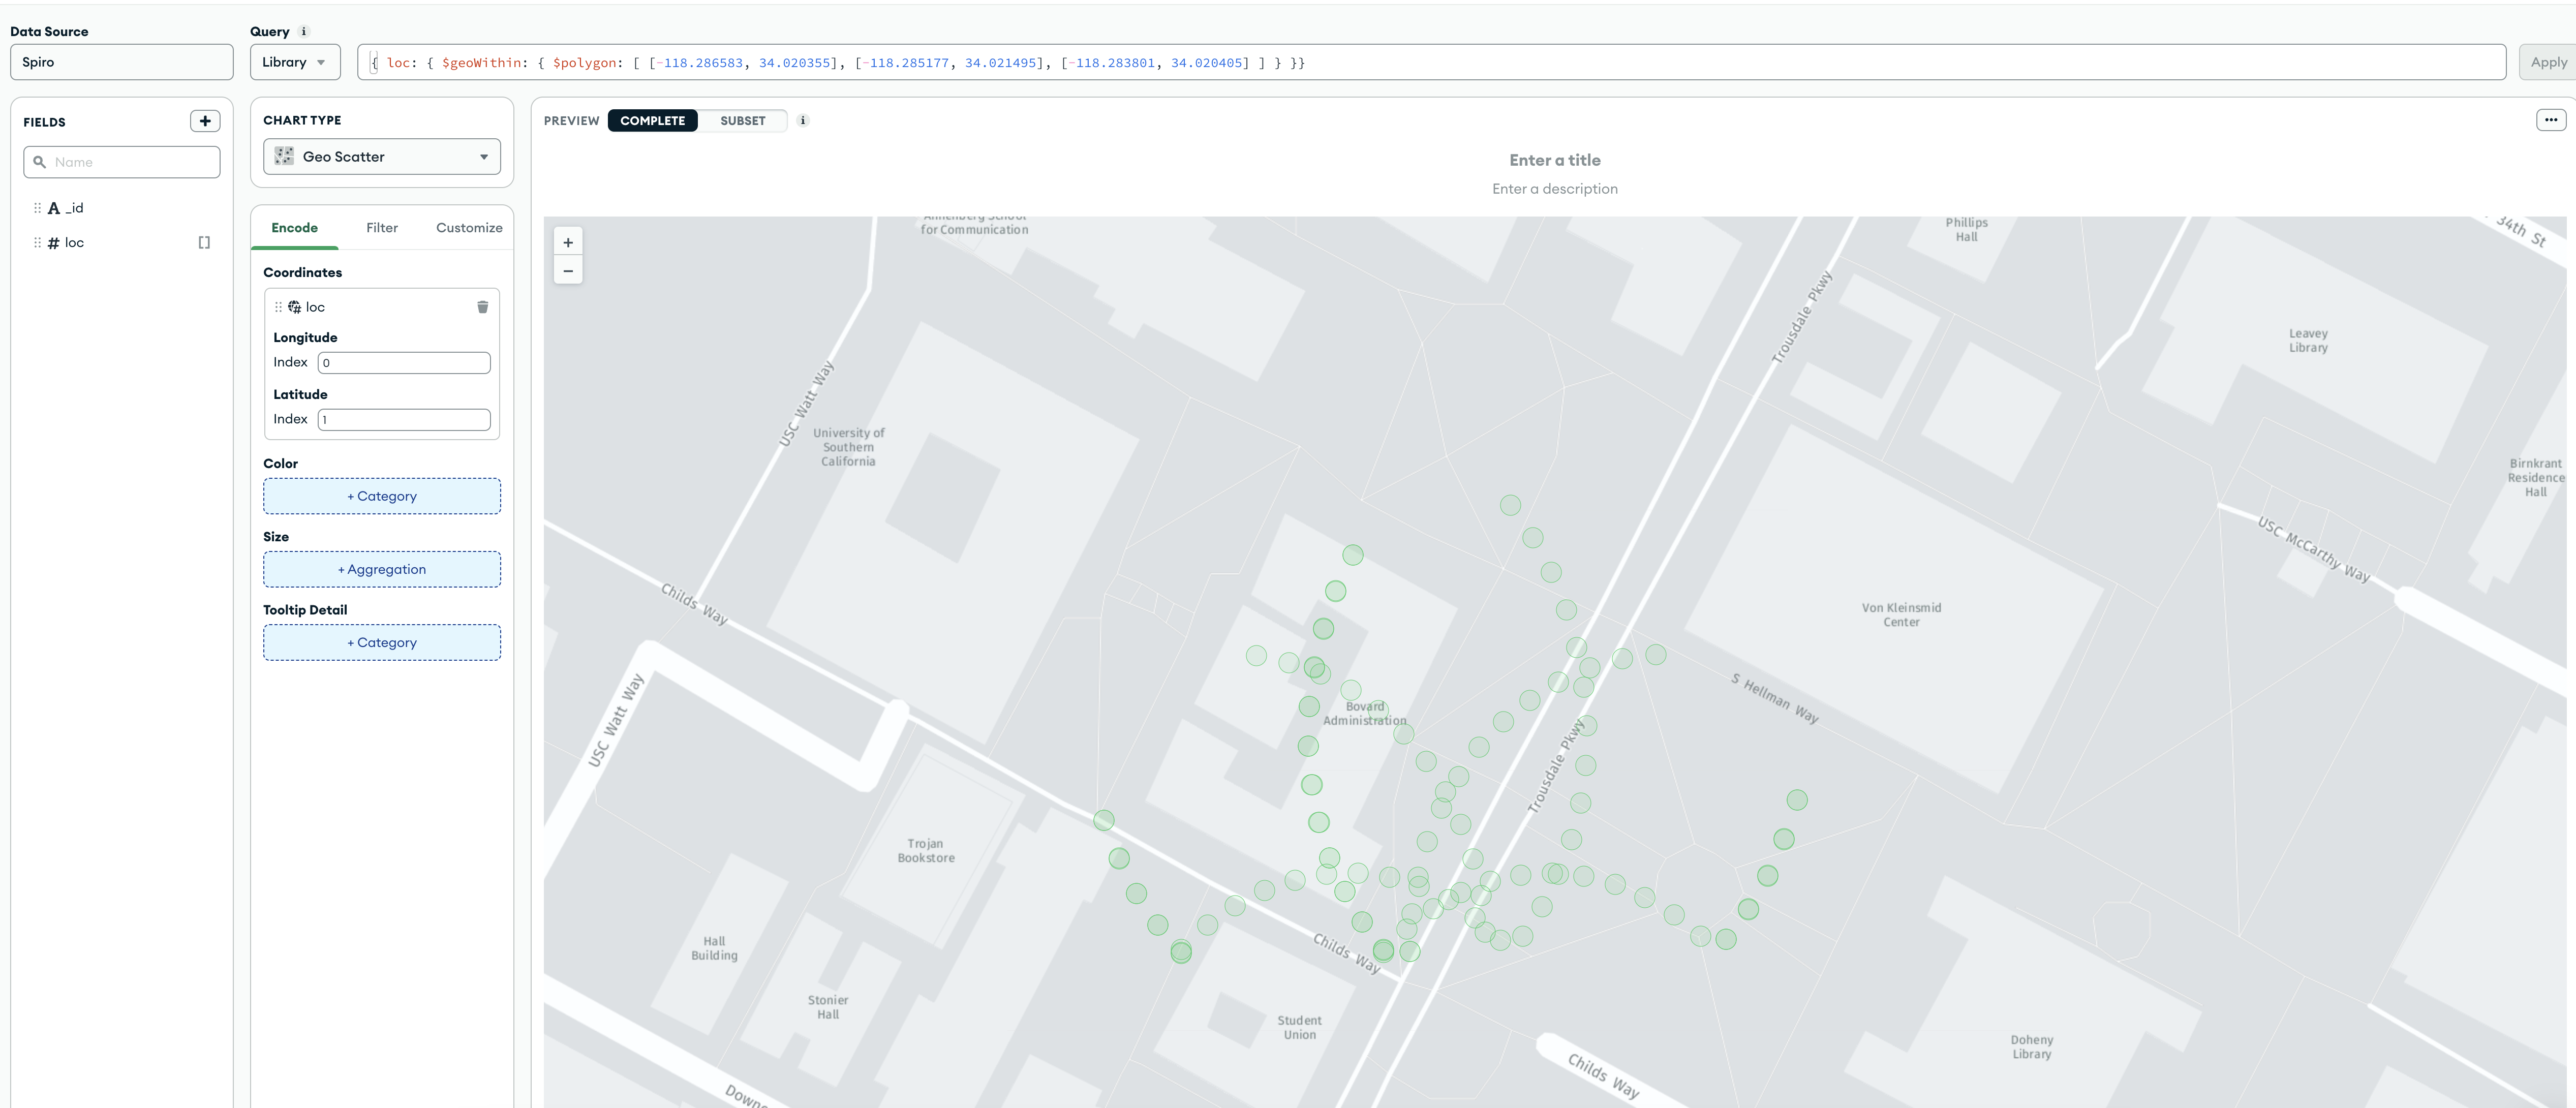 Data Source
Query i
Spiro
Library
{ loc: { $geoWithin: { $polygon: [ [-118.286583, 34.020355], [-118.285177, 34.021495], [-118.283801, 34.020405] ] } }}
Apply
FIELDS
+
Name
A _id
# loc []
CHART TYPE
Geo Scatter
Encode Filter Customize
Coordinates
# loc
Longitude
Index 0
Latitude
Index 1
Color
+ Category
Size
+ Aggregation
Tooltip Detail
+ Category
PREVIEW COMPLETE SUBSET i
...
Enter a title
Enter a description
+
−
Annenberg School
for Communication
Phillips
Hall
34th St
Trousdale Pkwy
Leavey
Library
USC Watt Way
University of
Southern
California
Birnkrant
Residence
Hall
USC McCarthy Way
Childs Way
Von Kleinsmid
Center
S Hellman Way
USC Watt Way
Bovard
Administration
Trousdale Pkwy
Trojan
Bookstore
Hall
Building
Childs Way
Stonier
Hall
Student
Union
Doheny
Library
Childs Way